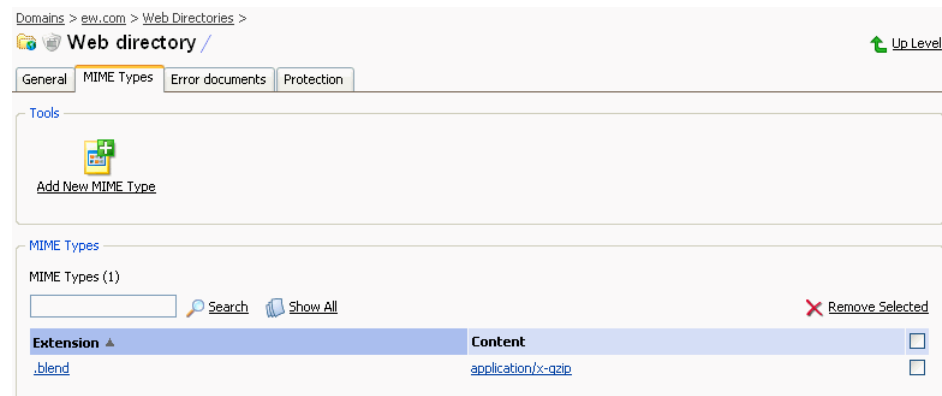 Domains > ew.com > Web Directories >
Web directory /
Up Level
General MIME Types Error documents Protection
Tools
Add New MIME Type
MIME Types
MIME Types (1)
Search Show All Remove Selected
Extension Content
.blend application/x-gzip